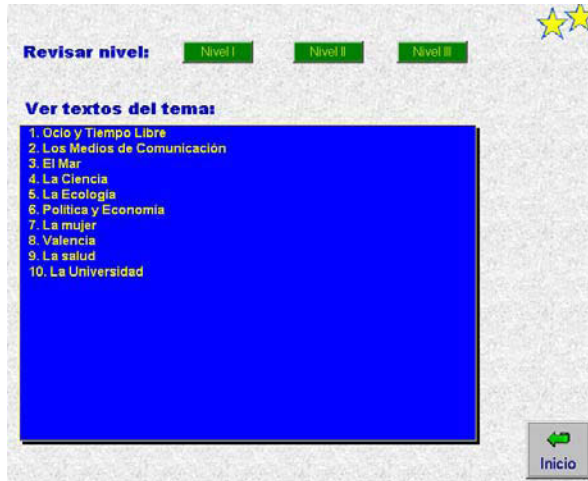 Revisar nivel:
Nivel I
Nivel II
Nivel III
Ver textos del tema:
1. Ocio y Tiempo Libre
2. Los Medios de Comunicación
3. El Mar
4. La Ciencia
5. La Ecología
6. Política y Economía
7. La mujer
8. Valencia
9. La salud
10. La Universidad
Inicio